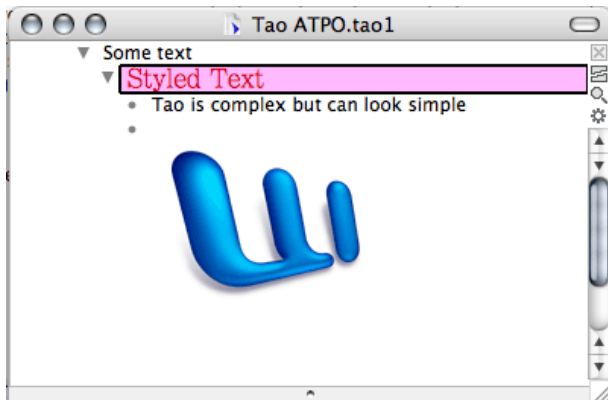 Tao ATPO.tao1
Some text
Styled Text
Tao is complex but can look simple